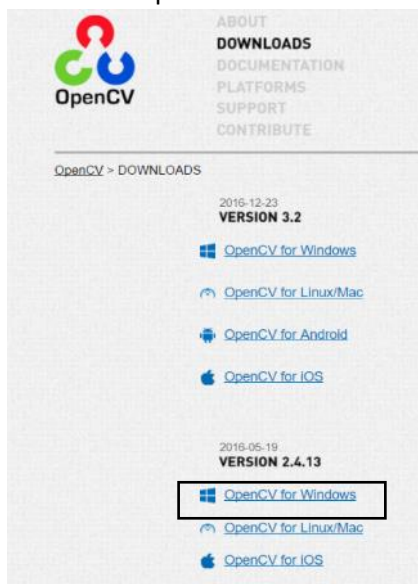 ABOUT
DOWNLOADS
DOCUMENTATION
PLATFORMS
SUPPORT
CONTRIBUTE
OpenCV
OpenCV > DOWNLOADS
2016-12-23
VERSION 3.2
OpenCV for Windows
OpenCV for Linux/Mac
OpenCV for Android
OpenCV for iOS
2016-05-19
VERSION 2.4.13
OpenCV for Windows
OpenCV for Linux/Mac
OpenCV for iOS